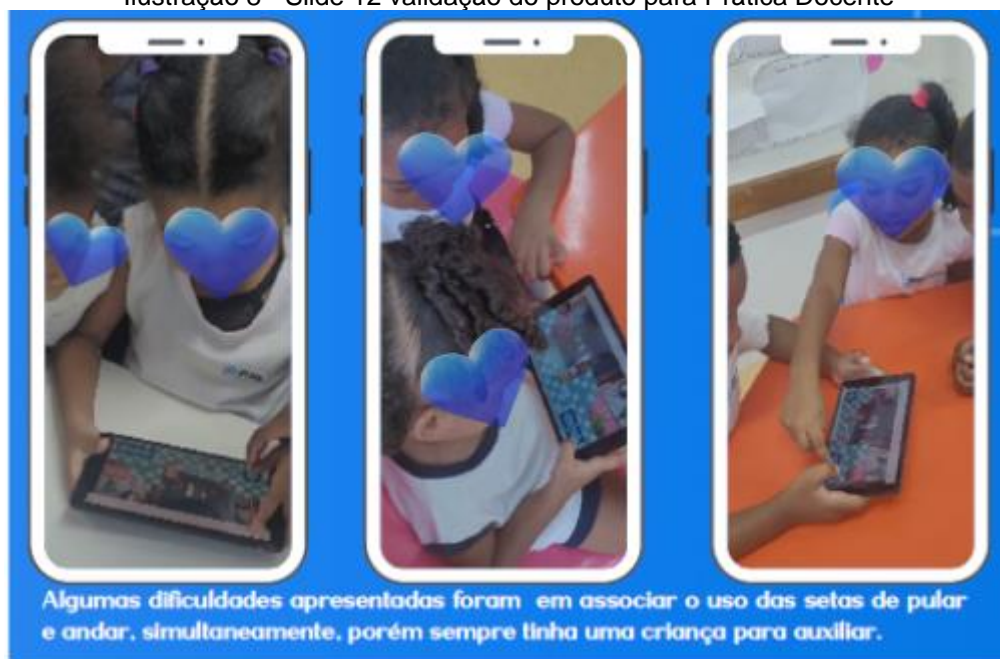 Ilustração 8 - Slide 12 Validação do produto para Prática Docente
Algumas dificuldades apresentadas foram em associar o uso das setas de pular
e andar, simultaneamente, porém sempre tinha uma criança para auxiliar.